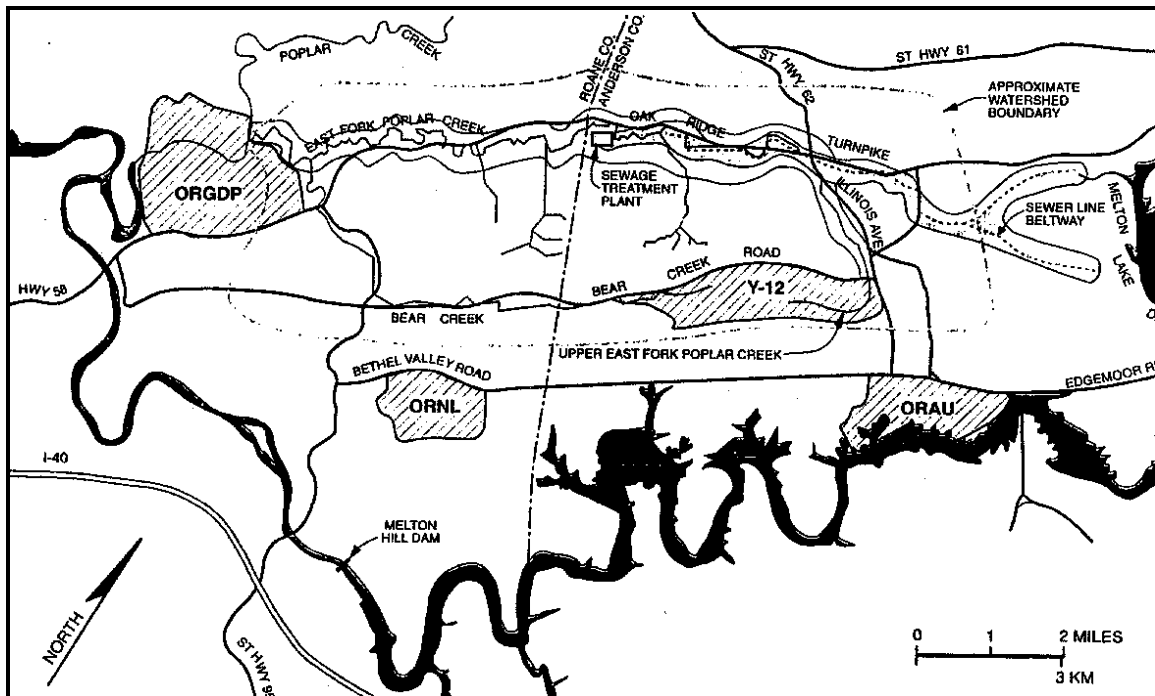 POPLAR
CREEK
ROANE CO.
ANDERSON CO.
ST HWY 62
ST HWY 61
APPROXIMATE
WATERSHED
BOUNDARY
EAST FORK POPLAR CREEK
OAK RIDGE TURNPIKE
ORGDP
SEWAGE
TREATMENT
PLANT
ILLINOIS AVE
SEWER LINE
BELTWAY
MELTON
LAKE
HWY 58
BEAR CREEK ROAD
Y-12
BEAR CREEK
UPPER EAST FORK POPLAR CREEK
BETHEL VALLEY ROAD
EDGEMOOR
ORNL
ORAU
I-40
MELTON
HILL DAM
NORTH
ST HWY 95
0 1 2 MILES
3 KM